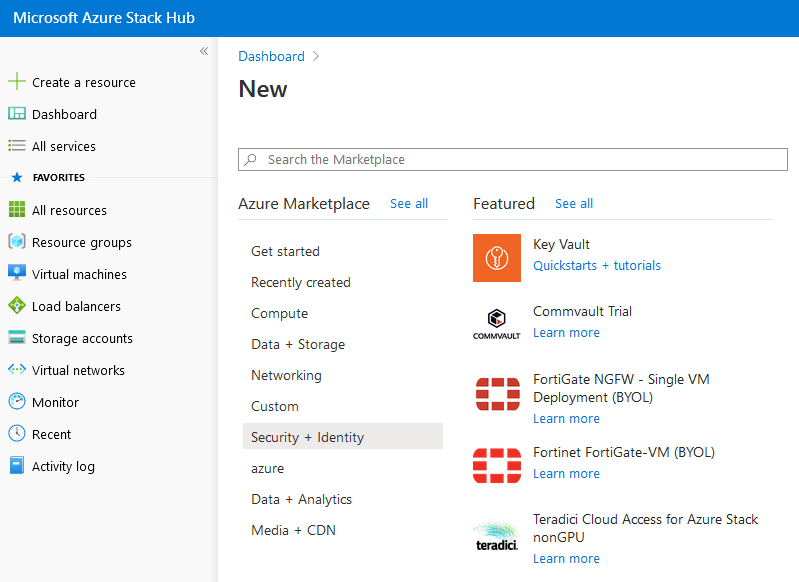 Microsoft Azure Stack Hub
«
Create a resource
Dashboard
All services
FAVORITES
All resources
Resource groups
Virtual machines
Load balancers
Storage accounts
Virtual networks
Monitor
Recent
Activity log
Dashboard >
New
Search the Marketplace
Azure Marketplace See all
Get started
Recently created
Compute
Data + Storage
Networking
Custom
Security + Identity
azure
Data + Analytics
Media + CDN
Featured See all
Key Vault
Quickstarts + tutorials
COMMVAULT
Commvault Trial
Learn more
FortiGate NGFW - Single VM
Deployment (BYOL)
Learn more
Fortinet FortiGate-VM (BYOL)
Learn more
teradici.
Teradici Cloud Access for Azure Stack
nonGPU
Learn more